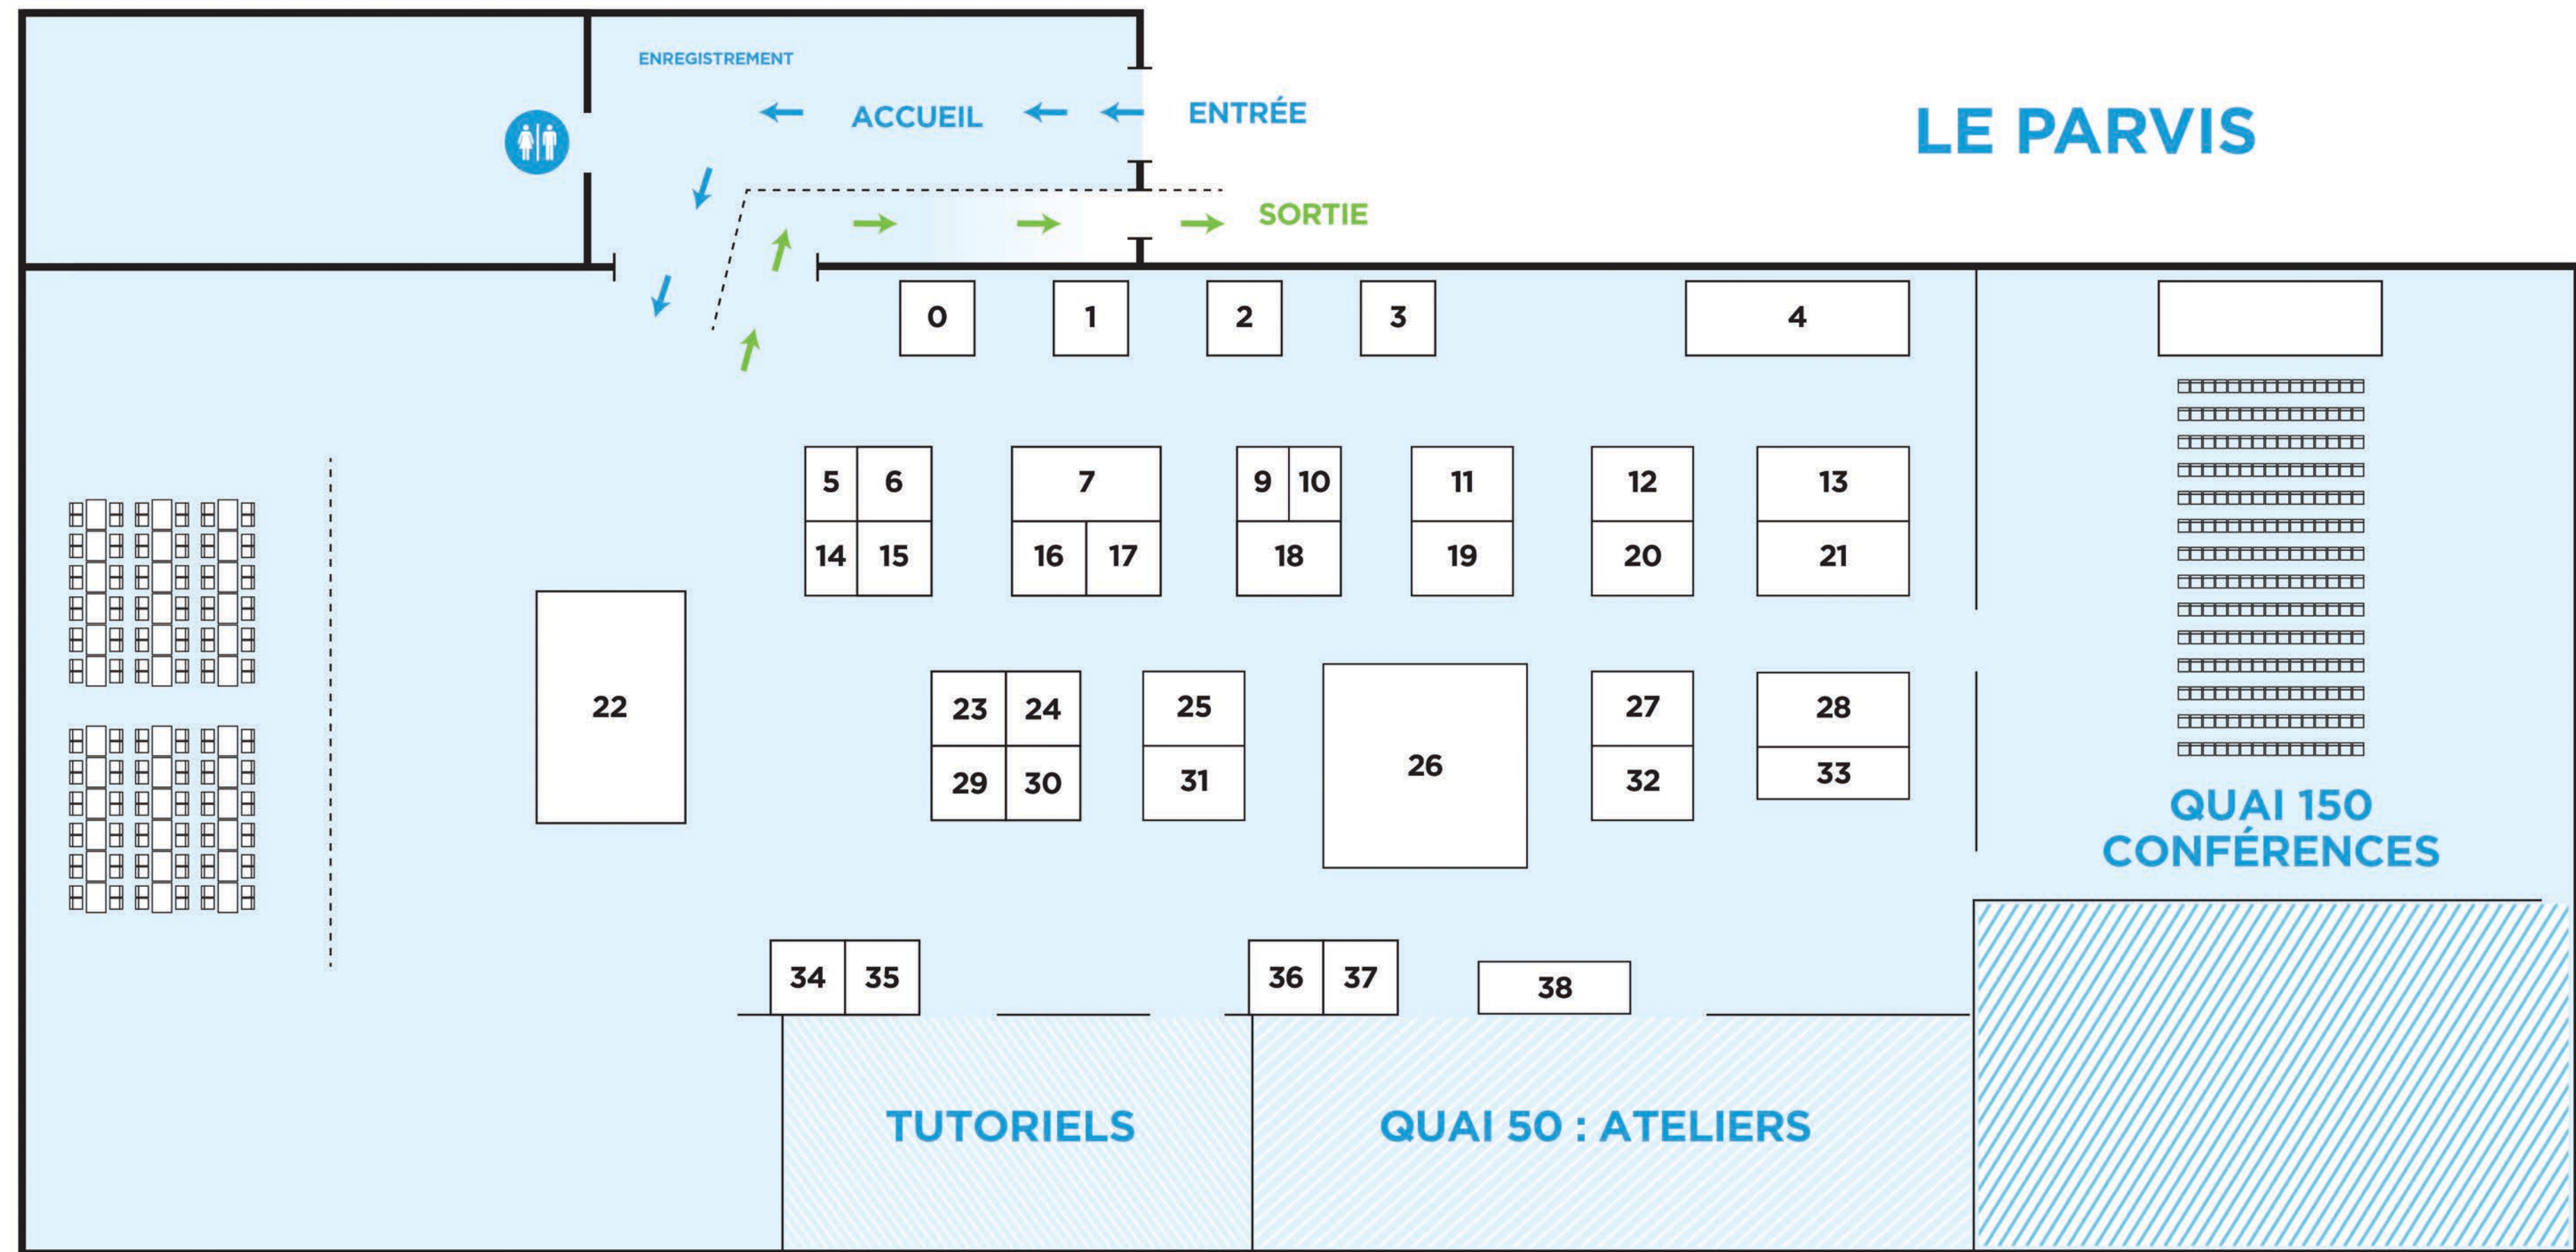 ENREGISTREMENT
ACCUEIL
ENTRÉE
LE PARVIS
SORTIE
0 1 2 3 4
5 6 7 9 10 11 12 13
14 15 16 17 18 19 20 21
22 23 24 25 26 27 28
29 30 31 32 33
QUAI 150
CONFÉRENCES
34 35 36 37 38
TUTORIELS
QUAI 50 : ATELIERS